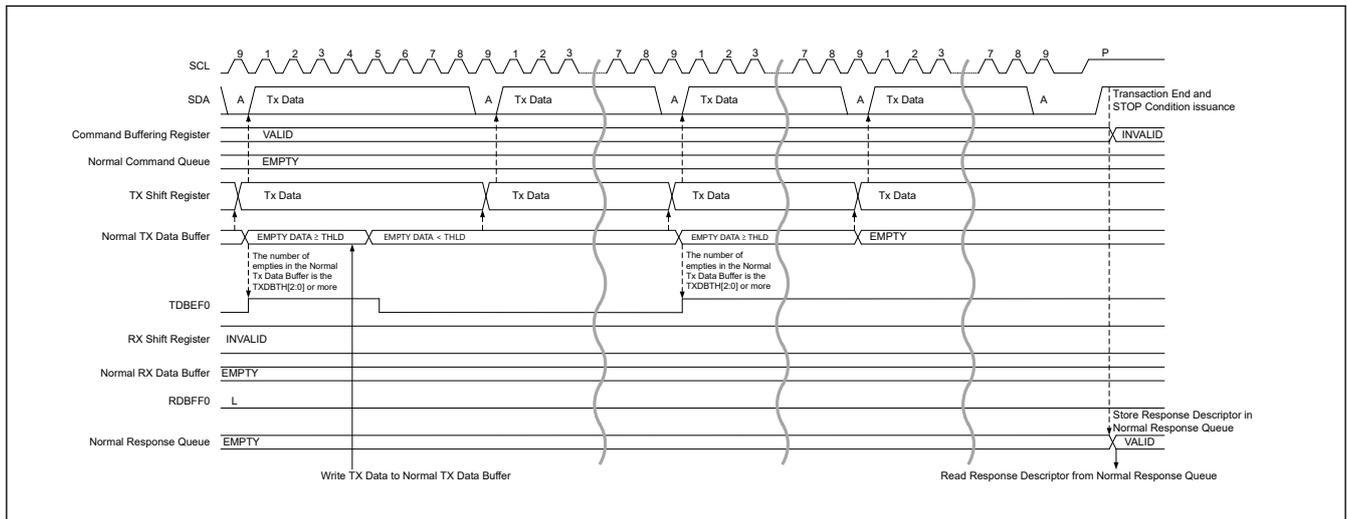 9 1 2 3 4 5 6 7 8 9 1 2 3 7 8 9 1 2 3 7 8 9 1 2 3 7 8 9 P
SCL
SDA A Tx Data A Tx Data A Tx Data A Tx Data A
Transaction End and
STOP Condition issuance
Command Buffering Register VALID INVALID
Normal Command Queue EMPTY
TX Shift Register Tx Data Tx Data Tx Data Tx Data
Normal TX Data Buffer EMPTY DATA ≥ THLD EMPTY DATA < THLD EMPTY DATA ≥ THLD EMPTY
The number of
empties in the Normal
Tx Data Buffer is the
TXDBTH[2:0] or more
The number of
empties in the Normal
Tx Data Buffer is the
TXDBTH[2:0] or more
TDBEF0
RX Shift Register INVALID
Normal RX Data Buffer EMPTY
RDBFF0 L
Store Response Descriptor in
Normal Response Queue
Normal Response Queue EMPTY VALID
Write TX Data to Normal TX Data Buffer
Read Response Descriptor from Normal Response Queue